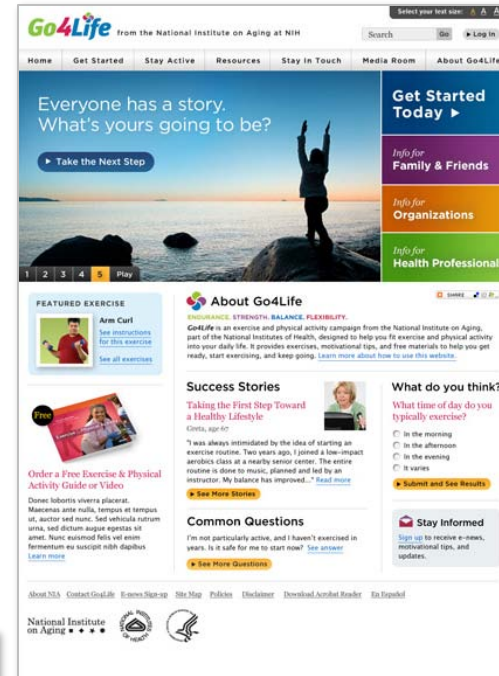 Select your text size: A A A
Go4Life from the National Institute on Aging at NIH
Search Go Log In
Home Get Started Stay Active Resources Stay In Touch Media Room About Go4Life
Everyone has a story.
What's yours going to be?
Take the Next Step
1 2 3 4 5 Play
Get Started
Today
Info for
Family & Friends
Info for
Organizations
Info for
Health Professional
FEATURED EXERCISE
Arm Curl
See instructions
for this exercise
See all exercises
Free
Order a Free Exercise & Physical
Activity Guide or Video
Donec lobortis viverra placerat.
Maecenas ante nulla, tempus et tempus
ut, auctor sed nunc. Sed vehicula rutrum
urna, sed dictum augue egestas sit
amet. Nunc euismod felis vel enim
fermentum eu suscipit nibh dapibus
Learn more
SHARE
About Go4Life
ENDURANCE. STRENGTH. BALANCE. FLEXIBILITY.
Go4Life is an exercise and physical activity campaign from the National Institute on Aging,
part of the National Institutes of Health, designed to help you fit exercise and physical activity
into your daily life. It provides exercises, motivational tips, and free materials to help you get
ready, start exercising, and keep going. Learn more about how to use this website.
Success Stories
Taking the First Step Toward
a Healthy Lifestyle
Greta, age 67
"I was always intimidated by the idea of starting an
exercise routine. Two years ago, I joined a low-impact
aerobics class at a nearby senior center. The entire
routine is done to music, planned and led by an
instructor. My balance has improved..." Read more
See More Stories
Common Questions
I'm not particularly active, and I haven't exercised in
years. Is it safe for me to start now? See answer
See More Questions
What do you think?
What time of day do you
typically exercise?
In the morning
In the afternoon
In the evening
It varies
Submit and See Results
Stay Informed
Sign up to receive e-news,
motivational tips, and
updates.
About NIA Contact Go4Life E-news Sign-up Site Map Policies Disclaimer Download Acrobat Reader En Español
National Institute
on Aging
NATIONAL INSTITUTES
OF HEALTH